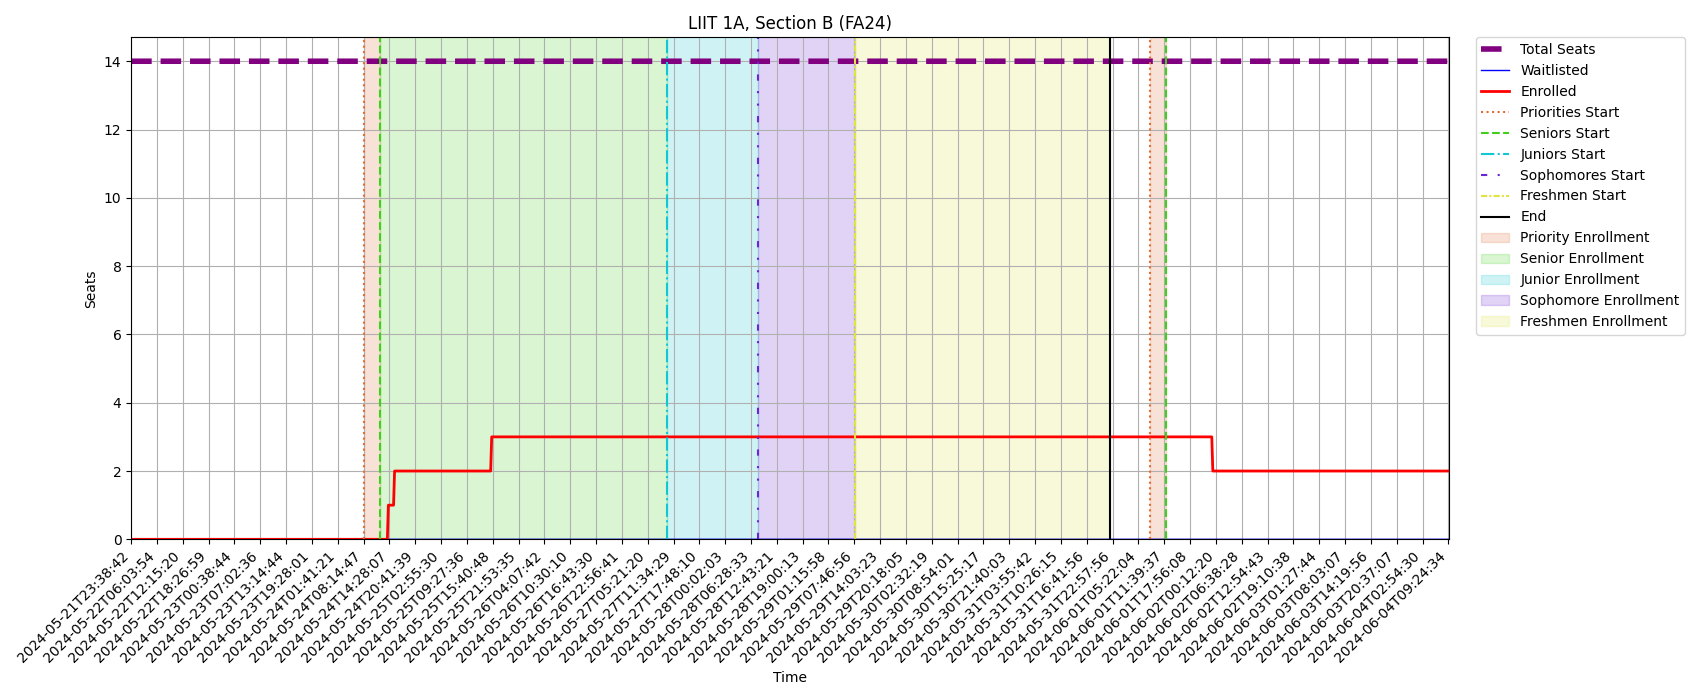 LIIT 1A, Section B (FA24)
Seats
14
12
10
8
6
4
2
0
2024-05-21T23:38:42
2024-05-22T06:03:54
2024-05-22T12:15:20
2024-05-22T18:26:59
2024-05-23T00:38:44
2024-05-23T07:02:36
2024-05-23T13:14:44
2024-05-23T19:28:01
2024-05-24T01:41:21
2024-05-24T08:14:47
2024-05-24T14:28:07
2024-05-24T20:41:39
2024-05-25T02:55:30
2024-05-25T09:27:36
2024-05-25T15:40:48
2024-05-25T21:53:35
2024-05-26T04:07:42
2024-05-26T10:30:10
2024-05-26T16:43:30
2024-05-26T22:56:41
2024-05-27T05:21:20
2024-05-27T11:34:29
2024-05-27T17:48:10
2024-05-28T00:02:03
2024-05-28T06:28:33
2024-05-28T12:43:21
2024-05-28T19:00:13
2024-05-29T01:15:58
2024-05-29T07:46:56
2024-05-29T14:03:23
2024-05-29T20:18:05
2024-05-30T02:32:19
2024-05-30T08:54:01
2024-05-30T15:25:17
2024-05-30T21:40:03
2024-05-31T03:55:42
2024-05-31T10:26:15
2024-05-31T16:41:56
2024-05-31T22:57:56
2024-06-01T05:22:04
2024-06-01T11:39:37
2024-06-01T17:56:08
2024-06-02T00:12:20
2024-06-02T06:38:28
2024-06-02T12:54:43
2024-06-02T19:10:38
2024-06-03T01:27:44
2024-06-03T08:03:07
2024-06-03T14:19:56
2024-06-03T20:37:07
2024-06-04T02:54:30
2024-06-04T09:24:34
Time
Total Seats
Waitlisted
Enrolled
Priorities Start
Seniors Start
Juniors Start
Sophomores Start
Freshmen Start
End
Priority Enrollment
Senior Enrollment
Junior Enrollment
Sophomore Enrollment
Freshmen Enrollment